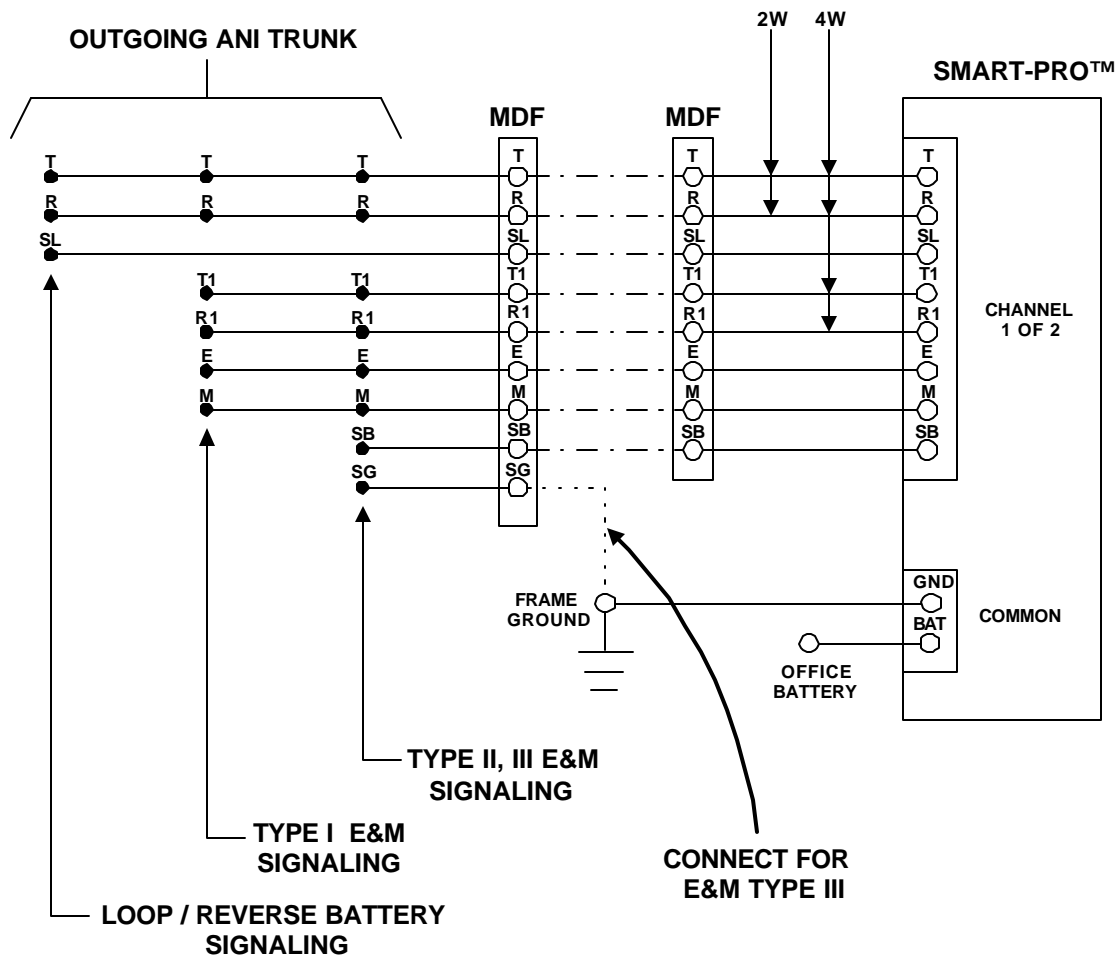 2W 4W
OUTGOING ANI TRUNK
SMART-PRO™
MDF MDF
T T T T T T
R R R R R R
SL SL SL SL
T1 T1 T1 T1 T1
R1 R1 R1 R1 R1
CHANNEL
1 OF 2
E E E E E
M M M M M
SB SB SB SB
SG SG
GND
FRAME
GROUND
COMMON
BAT
OFFICE
BATTERY
TYPE II, III E&M
SIGNALING
TYPE I E&M
SIGNALING
CONNECT FOR
E&M TYPE III
LOOP / REVERSE BATTERY
SIGNALING